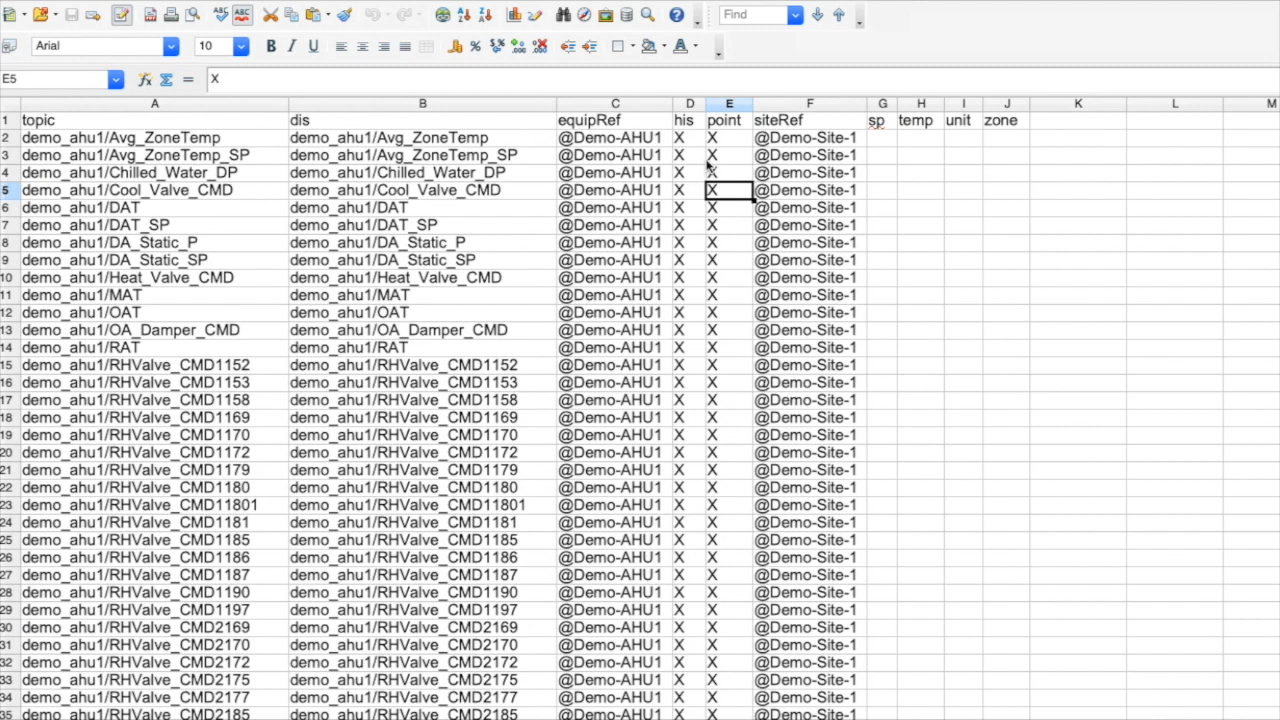 Find
Arial 10 B I U
E5 X
A B C D E F G H I J K L M
1 topic dis equipRef his point siteRef sp temp unit zone
2 demo_ahu1/Avg_ZoneTemp demo_ahu1/Avg_ZoneTemp @Demo-AHU1 X X @Demo-Site-1
3 demo_ahu1/Avg_ZoneTemp_SP demo_ahu1/Avg_ZoneTemp_SP @Demo-AHU1 X X @Demo-Site-1
4 demo_ahu1/Chilled_Water_DP demo_ahu1/Chilled_Water_DP @Demo-AHU1 X X @Demo-Site-1
5 demo_ahu1/Cool_Valve_CMD demo_ahu1/Cool_Valve_CMD @Demo-AHU1 X X @Demo-Site-1
6 demo_ahu1/DAT demo_ahu1/DAT @Demo-AHU1 X X @Demo-Site-1
7 demo_ahu1/DAT_SP demo_ahu1/DAT_SP @Demo-AHU1 X X @Demo-Site-1
8 demo_ahu1/DA_Static_P demo_ahu1/DA_Static_P @Demo-AHU1 X X @Demo-Site-1
9 demo_ahu1/DA_Static_SP demo_ahu1/DA_Static_SP @Demo-AHU1 X X @Demo-Site-1
10 demo_ahu1/Heat_Valve_CMD demo_ahu1/Heat_Valve_CMD @Demo-AHU1 X X @Demo-Site-1
11 demo_ahu1/MAT demo_ahu1/MAT @Demo-AHU1 X X @Demo-Site-1
12 demo_ahu1/OAT demo_ahu1/OAT @Demo-AHU1 X X @Demo-Site-1
13 demo_ahu1/OA_Damper_CMD demo_ahu1/OA_Damper_CMD @Demo-AHU1 X X @Demo-Site-1
14 demo_ahu1/RAT demo_ahu1/RAT @Demo-AHU1 X X @Demo-Site-1
15 demo_ahu1/RHValve_CMD1152 demo_ahu1/RHValve_CMD1152 @Demo-AHU1 X X @Demo-Site-1
16 demo_ahu1/RHValve_CMD1153 demo_ahu1/RHValve_CMD1153 @Demo-AHU1 X X @Demo-Site-1
17 demo_ahu1/RHValve_CMD1158 demo_ahu1/RHValve_CMD1158 @Demo-AHU1 X X @Demo-Site-1
18 demo_ahu1/RHValve_CMD1169 demo_ahu1/RHValve_CMD1169 @Demo-AHU1 X X @Demo-Site-1
19 demo_ahu1/RHValve_CMD1170 demo_ahu1/RHValve_CMD1170 @Demo-AHU1 X X @Demo-Site-1
20 demo_ahu1/RHValve_CMD1172 demo_ahu1/RHValve_CMD1172 @Demo-AHU1 X X @Demo-Site-1
21 demo_ahu1/RHValve_CMD1179 demo_ahu1/RHValve_CMD1179 @Demo-AHU1 X X @Demo-Site-1
22 demo_ahu1/RHValve_CMD1180 demo_ahu1/RHValve_CMD1180 @Demo-AHU1 X X @Demo-Site-1
23 demo_ahu1/RHValve_CMD11801 demo_ahu1/RHValve_CMD11801 @Demo-AHU1 X X @Demo-Site-1
24 demo_ahu1/RHValve_CMD1181 demo_ahu1/RHValve_CMD1181 @Demo-AHU1 X X @Demo-Site-1
25 demo_ahu1/RHValve_CMD1185 demo_ahu1/RHValve_CMD1185 @Demo-AHU1 X X @Demo-Site-1
26 demo_ahu1/RHValve_CMD1186 demo_ahu1/RHValve_CMD1186 @Demo-AHU1 X X @Demo-Site-1
27 demo_ahu1/RHValve_CMD1187 demo_ahu1/RHValve_CMD1187 @Demo-AHU1 X X @Demo-Site-1
28 demo_ahu1/RHValve_CMD1190 demo_ahu1/RHValve_CMD1190 @Demo-AHU1 X X @Demo-Site-1
29 demo_ahu1/RHValve_CMD1197 demo_ahu1/RHValve_CMD1197 @Demo-AHU1 X X @Demo-Site-1
30 demo_ahu1/RHValve_CMD2169 demo_ahu1/RHValve_CMD2169 @Demo-AHU1 X X @Demo-Site-1
31 demo_ahu1/RHValve_CMD2170 demo_ahu1/RHValve_CMD2170 @Demo-AHU1 X X @Demo-Site-1
32 demo_ahu1/RHValve_CMD2172 demo_ahu1/RHValve_CMD2172 @Demo-AHU1 X X @Demo-Site-1
33 demo_ahu1/RHValve_CMD2175 demo_ahu1/RHValve_CMD2175 @Demo-AHU1 X X @Demo-Site-1
34 demo_ahu1/RHValve_CMD2177 demo_ahu1/RHValve_CMD2177 @Demo-AHU1 X X @Demo-Site-1
35 demo_ahu1/RHValve_CMD2185 demo_ahu1/RHValve_CMD2185 @Demo-AHU1 X X @Demo-Site-1